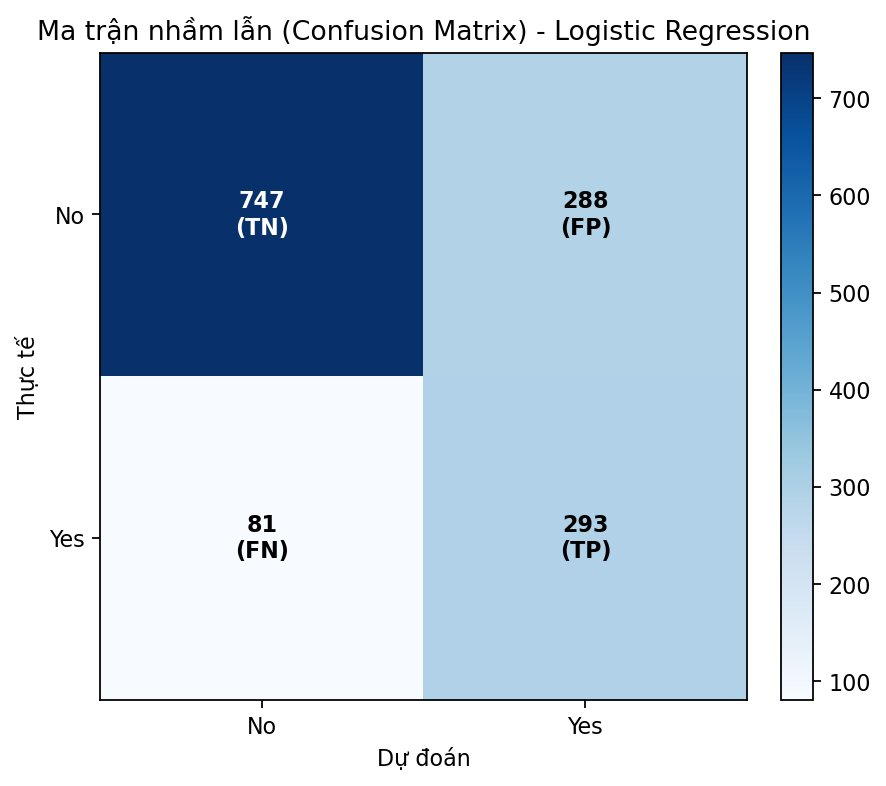 Ma trận nhầm lẫn (Confusion Matrix) - Logistic Regression
747
(TN)
288
(FP)
81
(FN)
293
(TP)
No
Yes
Thực tế
No
Yes
Dự đoán
700
600
500
400
300
200
100